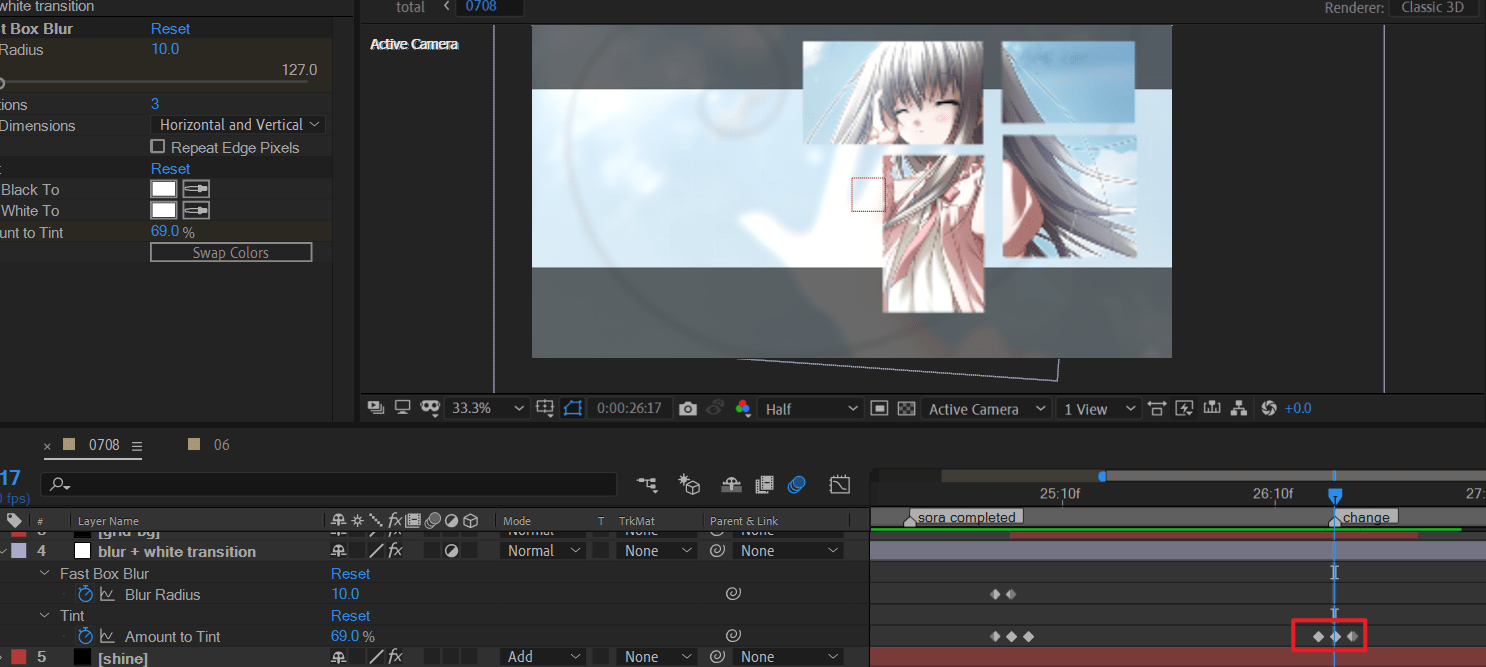 white transition
total
0708
Renderer:
Classic 3D
t Box Blur
Reset
Radius
10.0
127.0
tions
3
Dimensions
Horizontal and Vertical
Repeat Edge Pixels
Reset
Black To
White To
unt to Tint
69.0 %
Swap Colors
Active Camera
33.3%
0:00:26:17
Half
Active Camera
1 View
+0.0
0708
06
17
fps)
25:10f
26:10f
27:
# Layer Name
fx
Mode
T TrkMat
Parent & Link
sora completed
change
3 [grid-bg]
Normal
None
None
4 blur + white transition
fx
Normal
None
None
Fast Box Blur
Reset
Blur Radius
10.0
Tint
Reset
Amount to Tint
69.0 %
5 [shine]
fx
Add
None
None